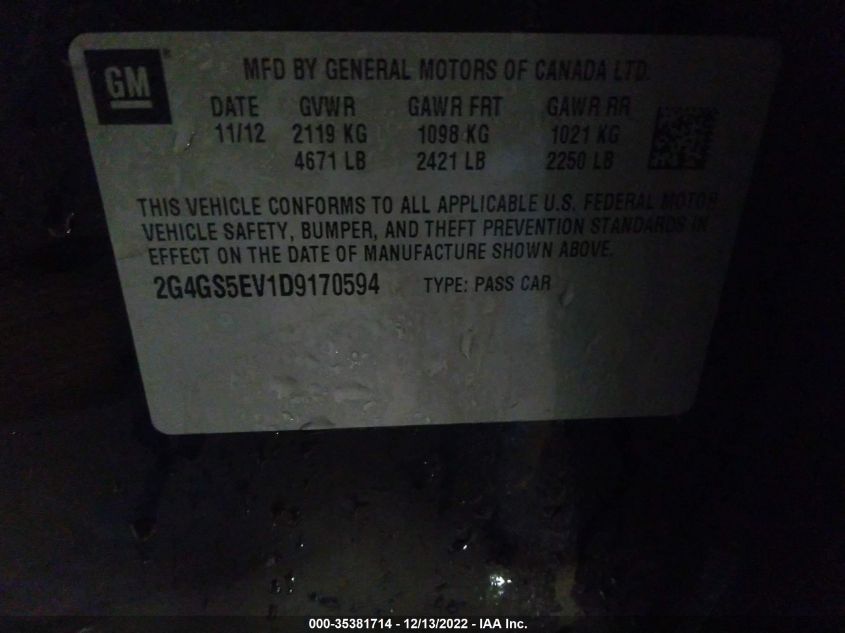 GM ®
MFD BY GENERAL MOTORS OF CANADA LTD.
DATE GVWR GAWR FRT GAWR RR
11/12 2119 KG 1098 KG 1021 KG
4671 LB 2421 LB 2250 LB
THIS VEHICLE CONFORMS TO ALL APPLICABLE U.S. FEDERAL MOTOR
VEHICLE SAFETY, BUMPER, AND THEFT PREVENTION STANDARDS IN
EFFECT ON THE DATE OF MANUFACTURE SHOWN ABOVE.
2G4GS5EV1D9170594 TYPE: PASS CAR
000-35381714 - 12/13/2022 - IAA Inc.